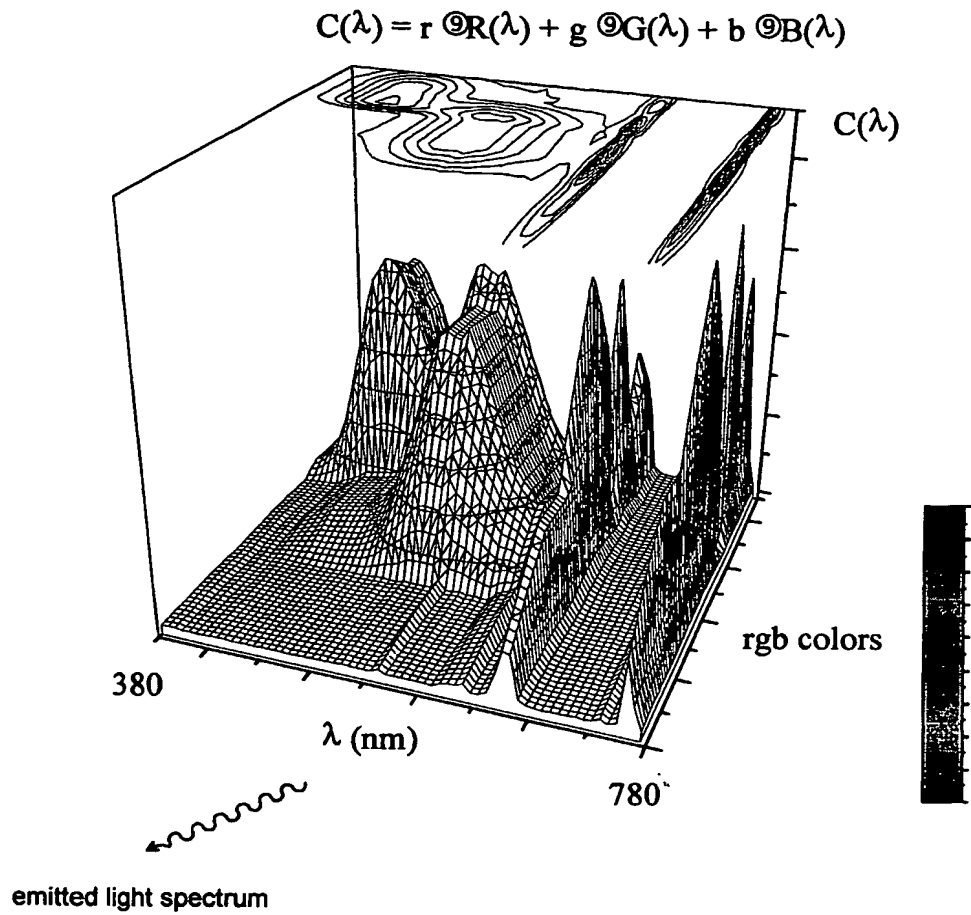 C(λ) = r ⑨R(λ) + g ⑨G(λ) + b ⑨B(λ)
C(λ)
rgb colors
380
λ (nm)
780
emitted light spectrum